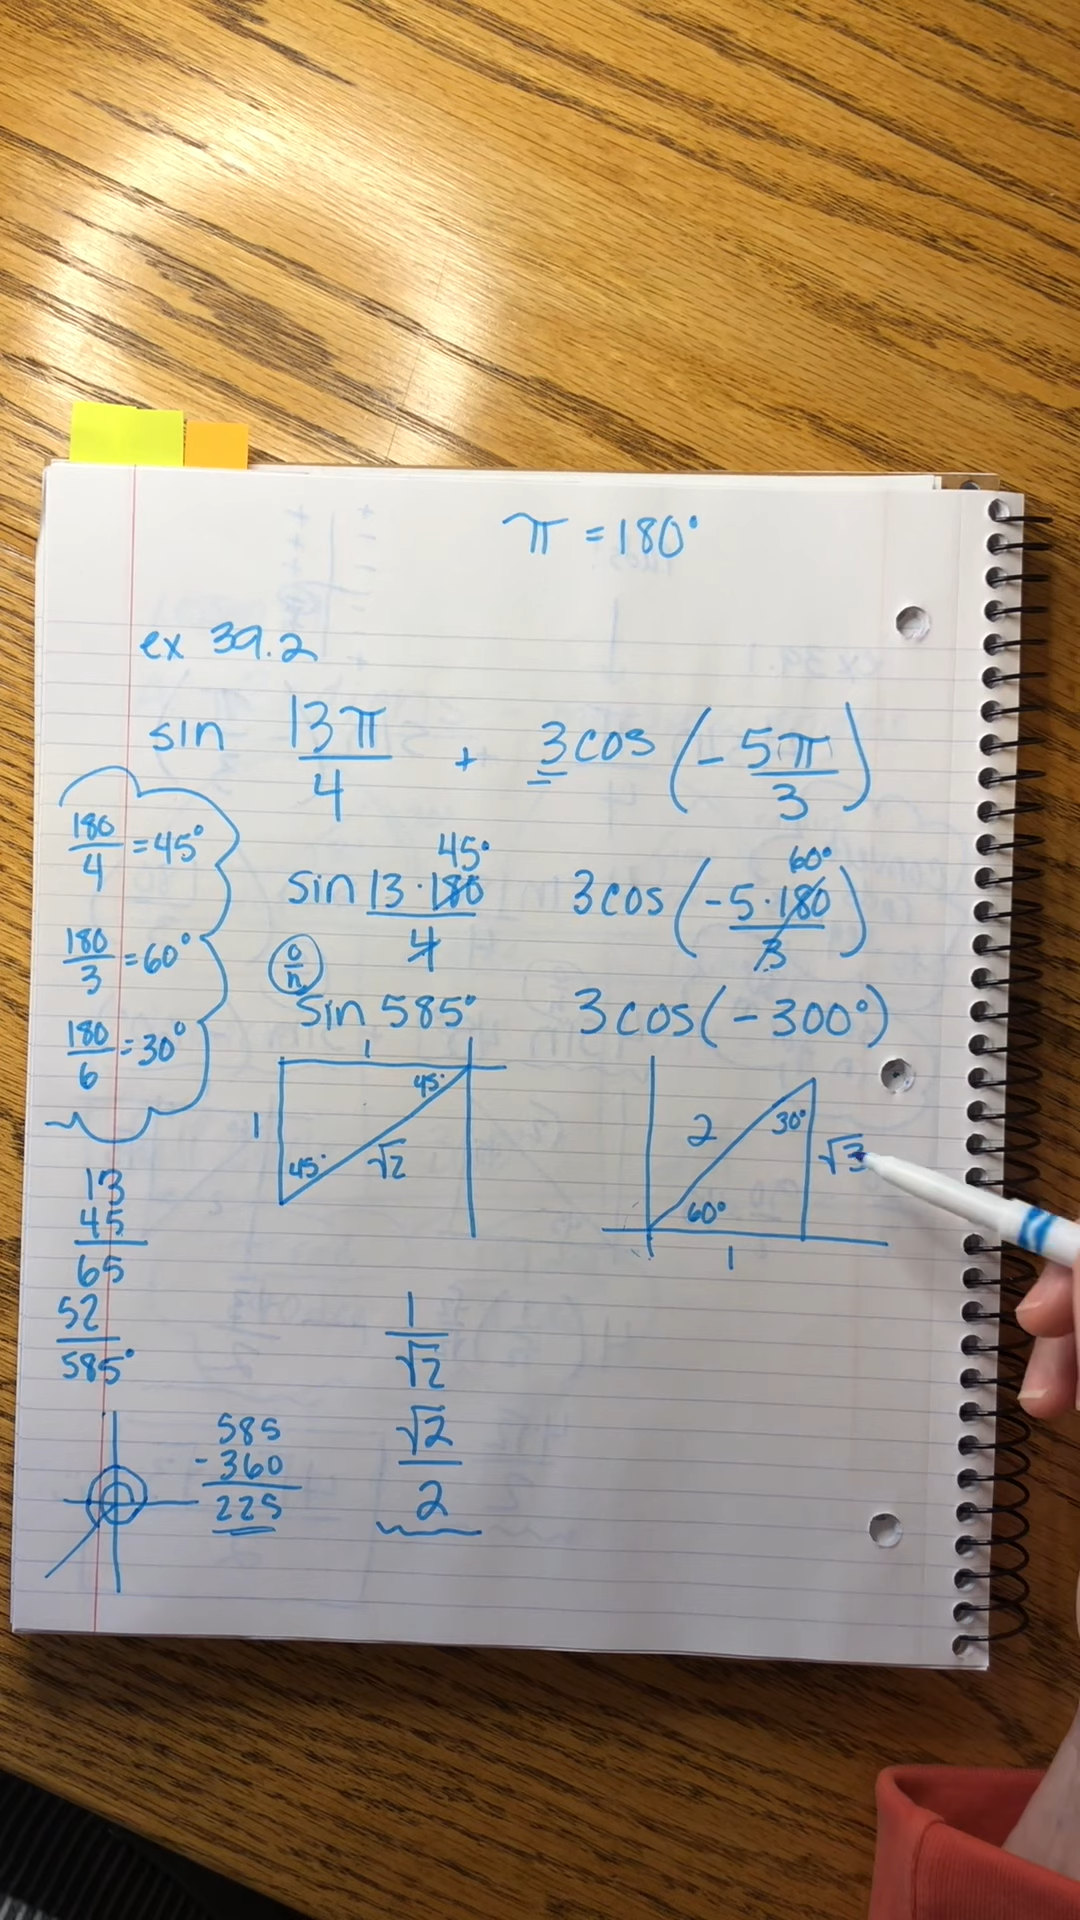 π = 180°
ex 39.2
sin 13π/4 + 3cos(-5π/3)
180/4 = 45°
180/3 = 60°
180/6 = 30°
45°
sin 13·180/4
o/h
sin 585°
60°
3cos(-5·180/3)
3cos(-300°)
1
45°
1
45°
√2
2
30°
√3
60°
1
13
45
65
52
585°
585
-360
225
1/√2
√2/2